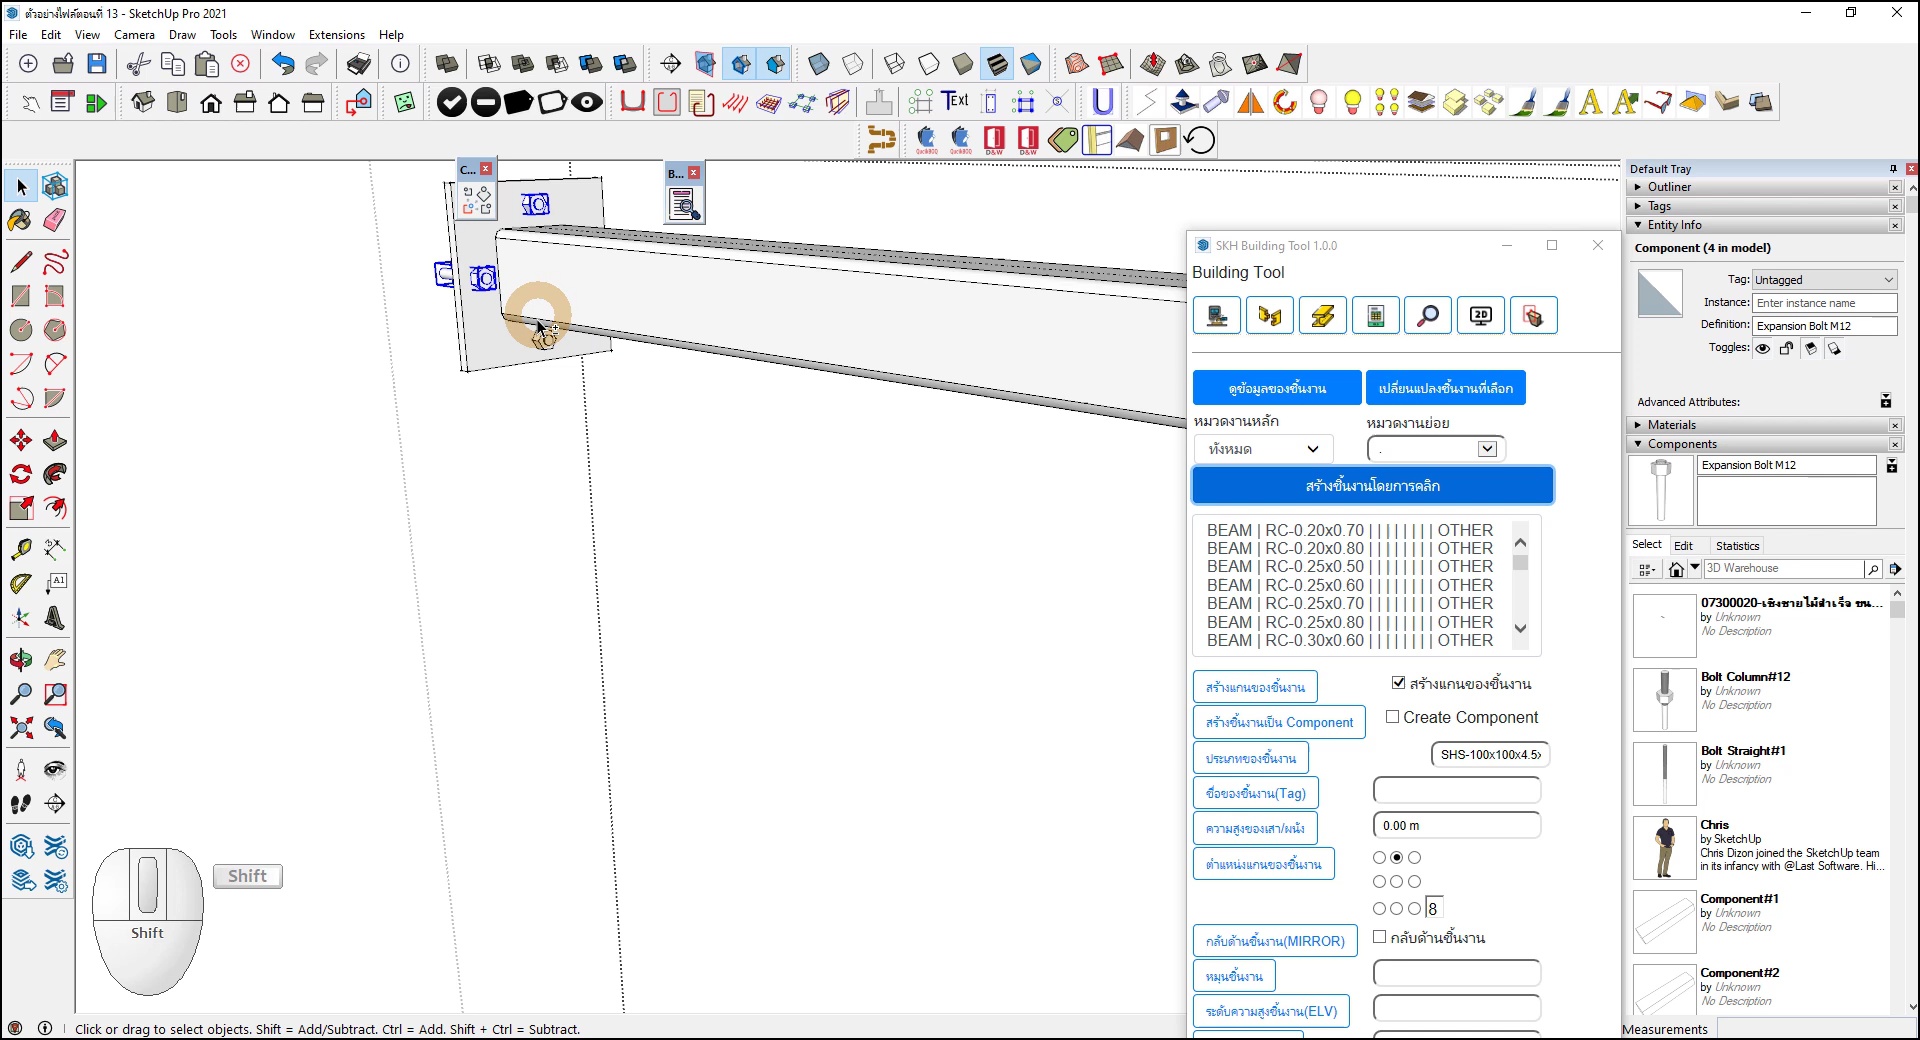 ตัวอย่างไฟล์ตอนที่ 13 - SketchUp Pro 2021
File Edit View Camera Draw Tools Window Extensions Help
Text
QuickBOQ QuickBOQ D&W D&W
C...
B...
SKH Building Tool 1.0.0
Building Tool
2D
ดูข้อมูลของชิ้นงาน
เปลี่ยนแปลงชิ้นงานที่เลือก
หมวดงานหลัก
หมวดงานย่อย
ทั้งหมด
.
สร้างชิ้นงานโดยการคลิก
BEAM | RC-0.20x0.70 | | | | | | | | OTHER
BEAM | RC-0.20x0.80 | | | | | | | | OTHER
BEAM | RC-0.25x0.50 | | | | | | | | OTHER
BEAM | RC-0.25x0.60 | | | | | | | | OTHER
BEAM | RC-0.25x0.70 | | | | | | | | OTHER
BEAM | RC-0.25x0.80 | | | | | | | | OTHER
BEAM | RC-0.30x0.60 | | | | | | | | OTHER
สร้างแกนของชิ้นงาน
สร้างแกนของชิ้นงาน
สร้างชิ้นงานเป็น Component
Create Component
ประเภทของชิ้นงาน
SHS-100x100x4.5x
ชื่อของชิ้นงาน(Tag)
ความสูงของเสา/ผนัง
0.00 m
ตำแหน่งแกนของชิ้นงาน
8
กลับด้านชิ้นงาน(MIRROR)
กลับด้านชิ้นงาน
หมุนชิ้นงาน
ระดับความสูงชิ้นงาน(ELV)
Default Tray
Outliner
Tags
Entity Info
Component (4 in model)
Tag: Untagged
Instance: Enter instance name
Definition: Expansion Bolt M12
Toggles:
Advanced Attributes:
Materials
Components
Expansion Bolt M12
Select Edit Statistics
3D Warehouse
07300020-เชิงชายไม้สำเร็จ ขน...
by Unknown
No Description
Bolt Column#12
by Unknown
No Description
Bolt Straight#1
by Unknown
No Description
Chris
by SketchUp
Chris Dizon joined the SketchUp team
in its infancy with @Last Software. Hi...
Component#1
by Unknown
No Description
Component#2
by Unknown
No Description
A1
Shift
Shift
Click or drag to select objects. Shift = Add/Subtract. Ctrl = Add. Shift + Ctrl = Subtract.
Measurements